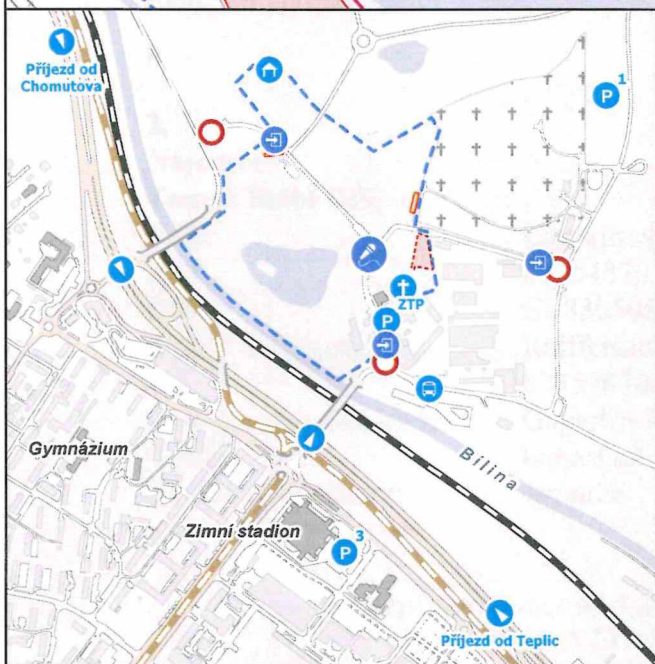 Příjezd od
Chomutova
P
1
ZTP
P
Gymnázium
Bílina
Zimní stadion
P
3
Příjezd od Teplic